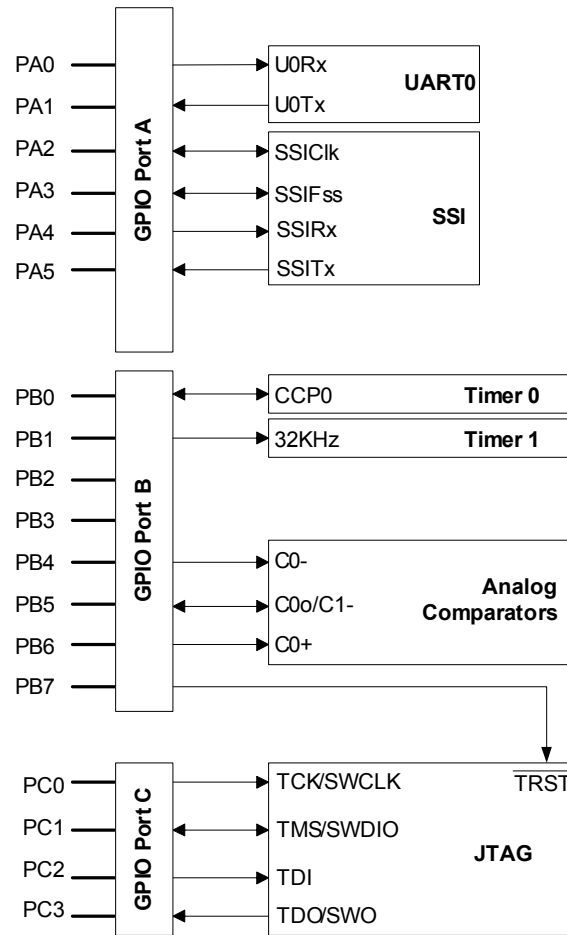 PA0
PA1
PA2
PA3
PA4
PA5
GPIO Port A
U0Rx
U0Tx
UART0
SSIClk
SSIFss
SSIRx
SSITx
SSI
PB0
PB1
PB2
PB3
PB4
PB5
PB6
PB7
GPIO Port B
CCP0
Timer 0
32KHz
Timer 1
C0-
C0o/C1-
C0+
Analog
Comparators
PC0
PC1
PC2
PC3
GPIO Port C
TCK/SWCLK
TMS/SWDIO
TDI
TDO/SWO
TRST
JTAG